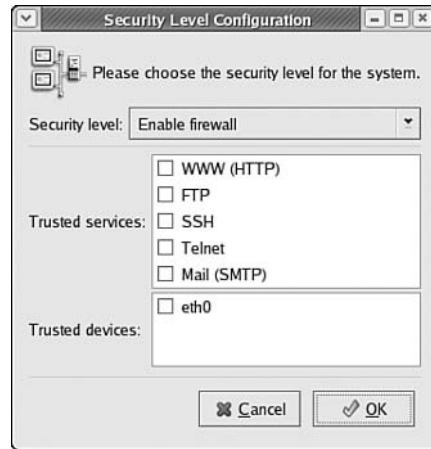 Security Level Configuration
Please choose the security level for the system.
Security level: Enable firewall
Trusted services:
WWW (HTTP)
FTP
SSH
Telnet
Mail (SMTP)
Trusted devices:
eth0
Cancel
OK